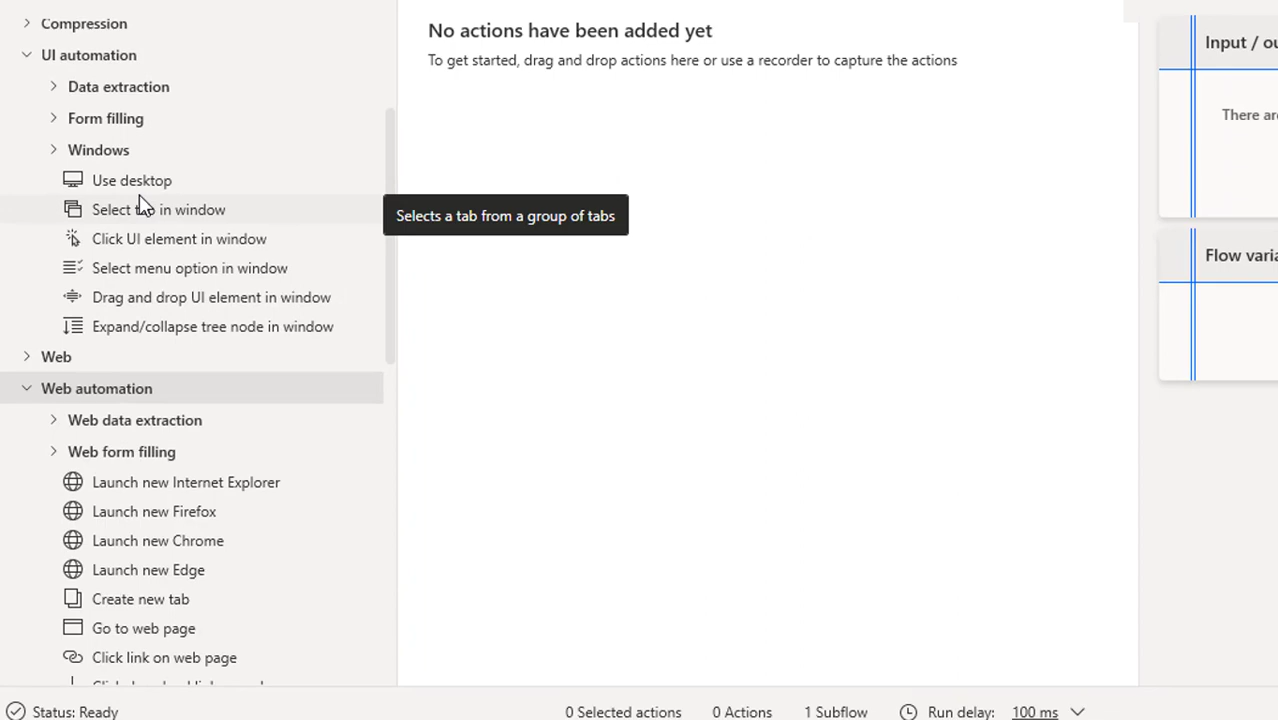 Compression
UI automation
Data extraction
Form filling
Windows
Use desktop
Select tab in window
Click UI element in window
Select menu option in window
Drag and drop UI element in window
Expand/collapse tree node in window
Web
Web automation
Web data extraction
Web form filling
Launch new Internet Explorer
Launch new Firefox
Launch new Chrome
Launch new Edge
Create new tab
Go to web page
Click link on web page
No actions have been added yet
To get started, drag and drop actions here or use a recorder to capture the actions
Selects a tab from a group of tabs
Input / ou
There are
Flow varia
Status: Ready
0 Selected actions
0 Actions
1 Subflow
Run delay:
100 ms